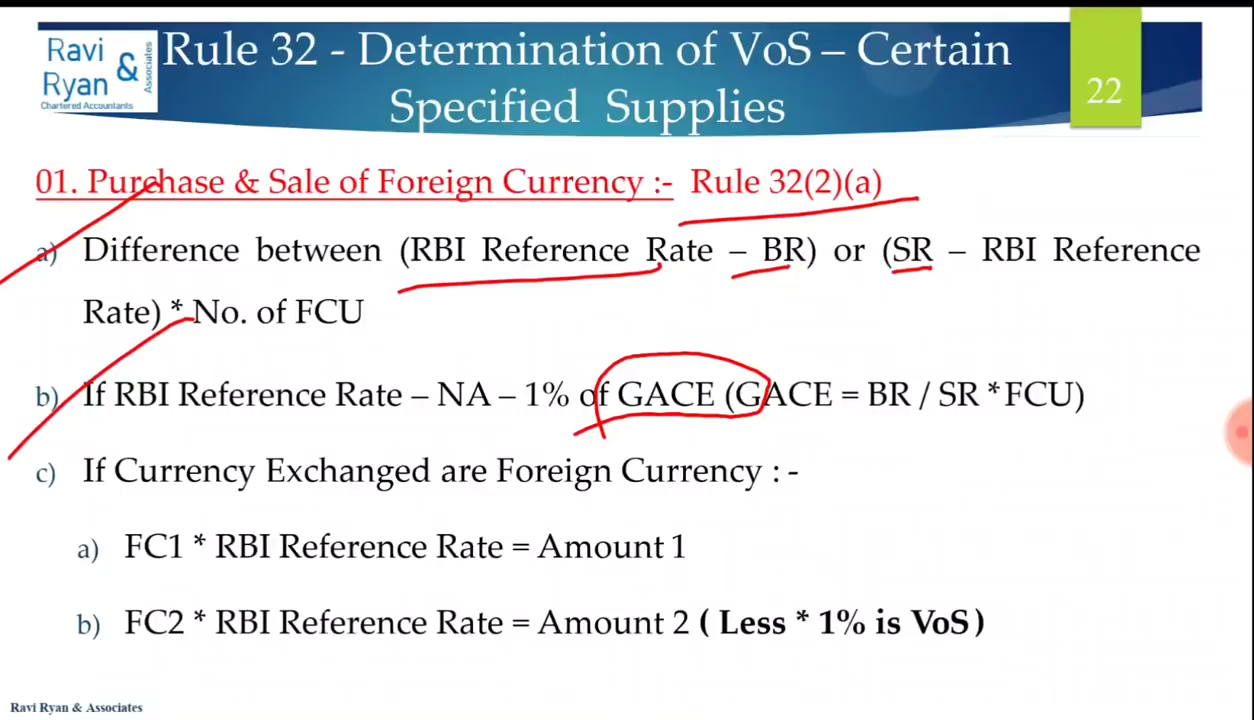 Ravi
Ryan
&
Associates
Chartered Accountants
Rule 32 - Determination of VoS – Certain
Specified Supplies
22
01. Purchase & Sale of Foreign Currency :- Rule 32(2)(a)
a) Difference between (RBI Reference Rate – BR) or (SR – RBI Reference
Rate) * No. of FCU
b) If RBI Reference Rate – NA – 1% of GACE (GACE = BR / SR *FCU)
c) If Currency Exchanged are Foreign Currency : -
a) FC1 * RBI Reference Rate = Amount 1
b) FC2 * RBI Reference Rate = Amount 2 ( Less * 1% is VoS )
Ravi Ryan & Associates